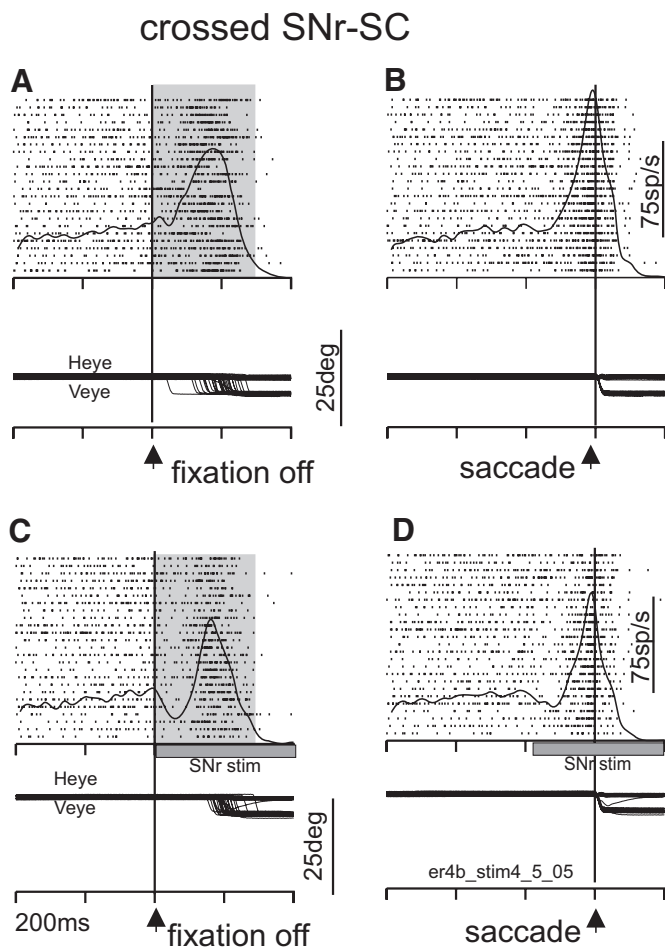 crossed SNr-SC
A
B
75sp/s
Heye
Veye
25deg
fixation off
saccade
C
D
75sp/s
SNr stim
SNr stim
Heye
Veye
25deg
er4b_stim4_5_05
200ms
fixation off
saccade